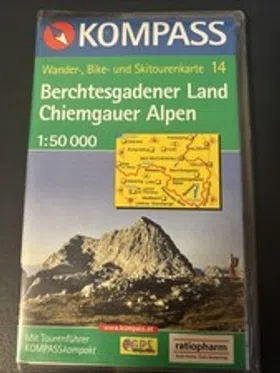 KOMPASS
Wander-, Bike- und Skitourenkarte 14
Berchtesgadener Land
Chiemgauer Alpen
1:50 000
www.kompass.at
Mit Tourenführer
KOMPASSkompakt
GPS
ratiopharm